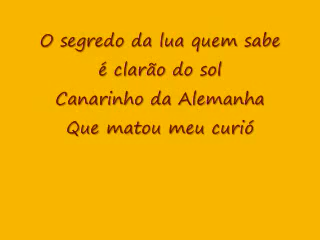 O segredo da lua quem sabe
é clarão do sol
Canarinho da Alemanha
Que matou meu curió